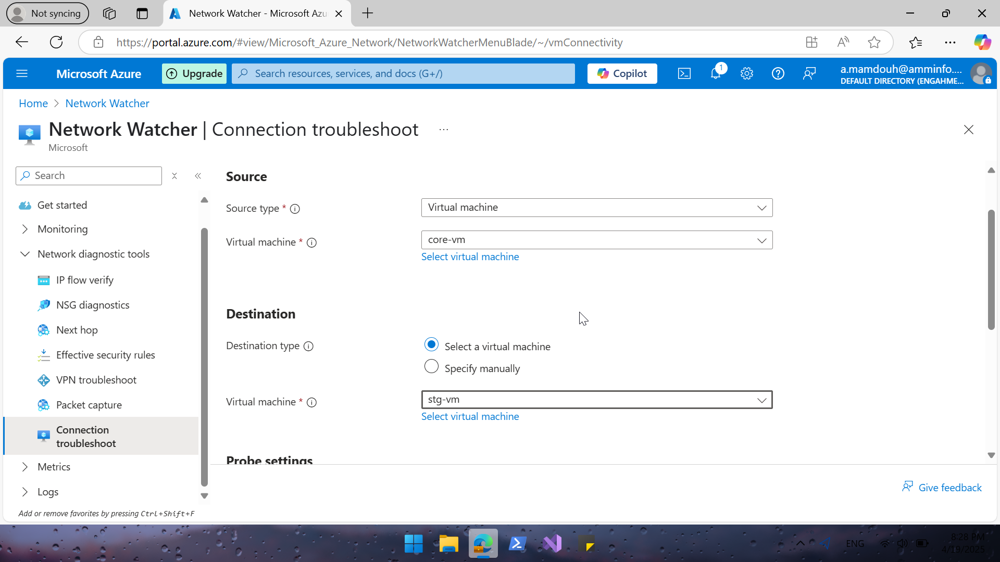 Not syncing
Network Watcher - Microsoft Azu
https://portal.azure.com/#view/Microsoft_Azure_Network/NetworkWatcherMenuBlade/~/vmConnectivity
Microsoft Azure
Upgrade
Search resources, services, and docs (G+/)
Copilot
1
a.mamdouh@amminfo....
DEFAULT DIRECTORY (ENGAHME...
Home > Network Watcher
Network Watcher | Connection troubleshoot
Microsoft
Search
Get started
Monitoring
Network diagnostic tools
IP flow verify
NSG diagnostics
Next hop
Effective security rules
VPN troubleshoot
Packet capture
Connection
troubleshoot
Metrics
Logs
Add or remove favorites by pressing Ctrl+Shift+F
Source
Source type *
Virtual machine
Virtual machine *
core-vm
Select virtual machine
Destination
Destination type
Select a virtual machine
Specify manually
Virtual machine *
stg-vm
Select virtual machine
Probe settings
Give feedback
ENG
8:28 PM
4/19/2025